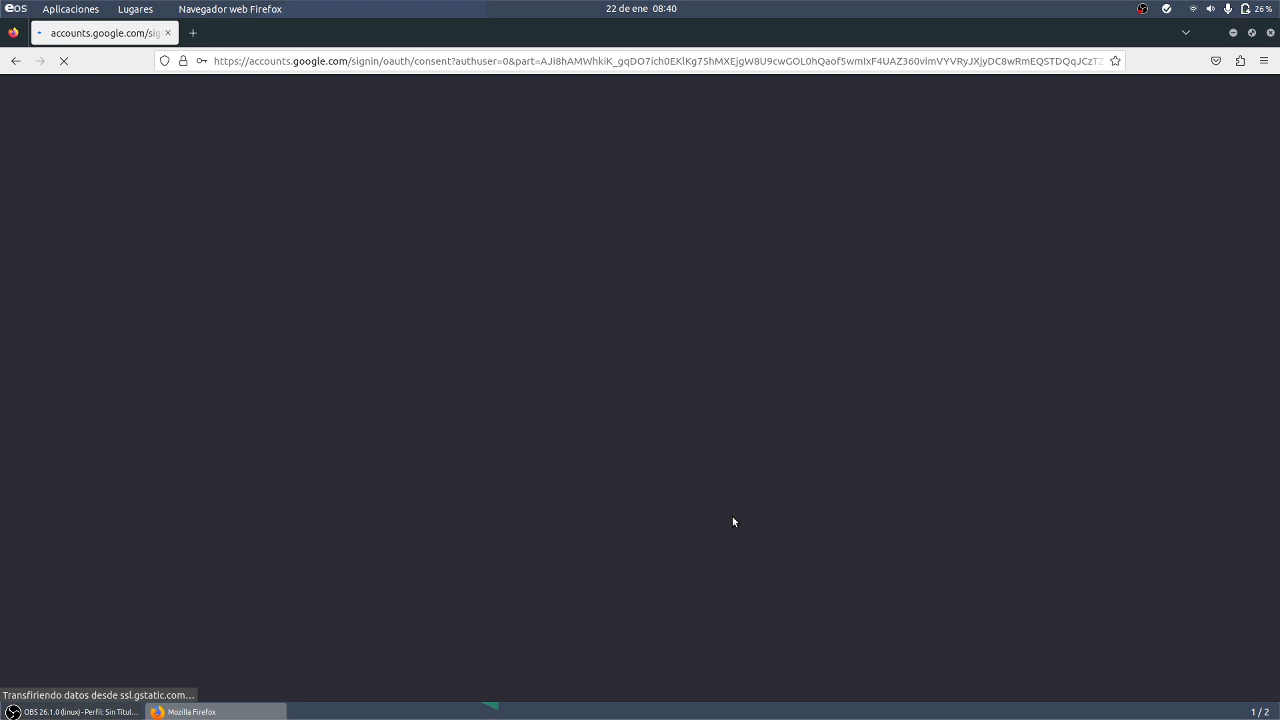 eos Aplicaciones Lugares Navegador web Firefox 22 de ene 08:40 26 %
accounts.google.com/sig
https://accounts.google.com/signin/oauth/consent?authuser=0&part=AJi8hAMWhkiK_gqDO7ich0EKlKg75hMXEjgW8U9cwGOL0hQaof5wmIxF4UAZ360vimVYVRyJXjyDC8wRmEQSTDQqJCzTZ
Transfiriendo datos desde ssl.gstatic.com…
OBS 26.1.0 (linux) - Perfil: Sin Títul… Mozilla Firefox 1 / 2